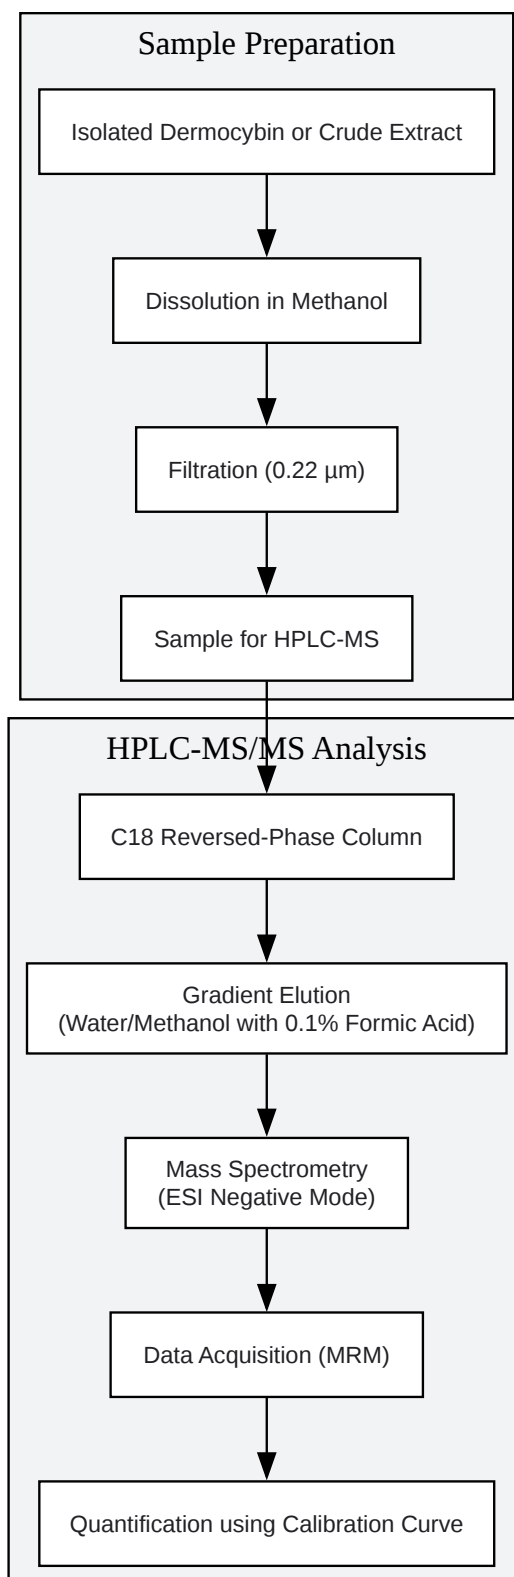 Sample Preparation
Isolated Dermocybin or Crude Extract
Dissolution in Methanol
Filtration (0.22 µm)
Sample for HPLC-MS
HPLC-MS/MS Analysis
C18 Reversed-Phase Column
Gradient Elution
(Water/Methanol with 0.1% Formic Acid)
Mass Spectrometry
(ESI Negative Mode)
Data Acquisition (MRM)
Quantification using Calibration Curve